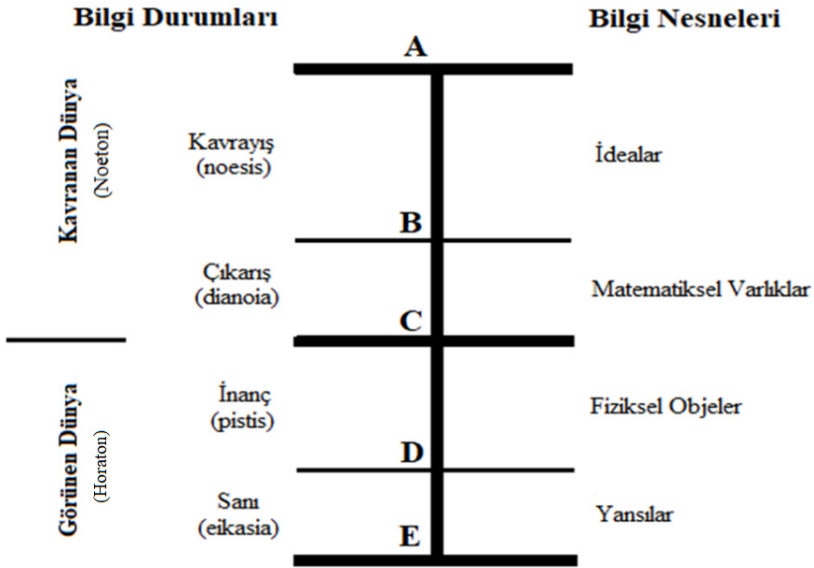 Bilgi Durumları
Bilgi Nesneleri
A
Kavranan Dünya
(Noeton)
Kavrayış
(noesis)
İdealar
B
Çıkarış
(dianoia)
Matematiksel Varlıklar
C
Görünen Dünya
(Horaton)
İnanç
(pistis)
Fiziksel Objeler
D
Sanı
(eikasia)
Yansılar
E